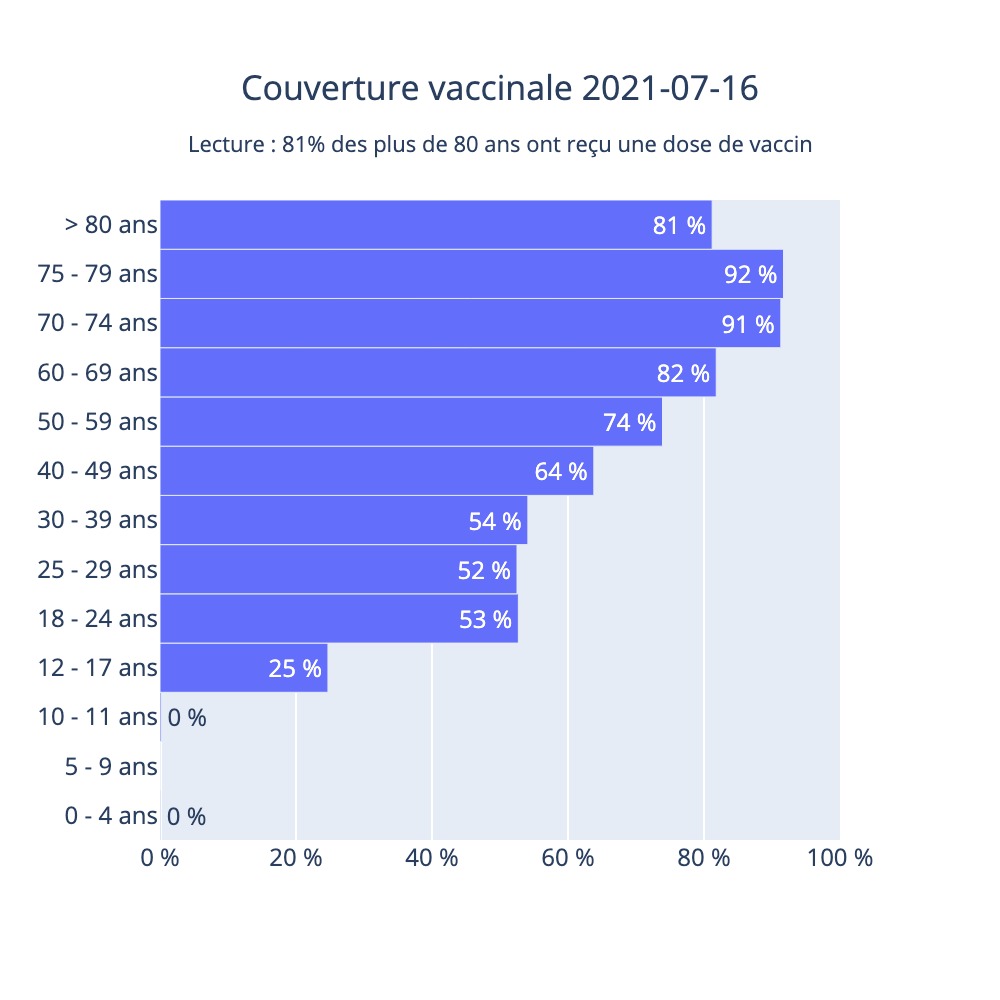 Couverture vaccinale 2021-07-16
Lecture : 81% des plus de 80 ans ont reçu une dose de vaccin
> 80 ans 81 %
75 - 79 ans 92 %
70 - 74 ans 91 %
60 - 69 ans 82 %
50 - 59 ans 74 %
40 - 49 ans 64 %
30 - 39 ans 54 %
25 - 29 ans 52 %
18 - 24 ans 53 %
12 - 17 ans 25 %
10 - 11 ans 0 %
5 - 9 ans
0 - 4 ans 0 %
0 % 20 % 40 % 60 % 80 % 100 %